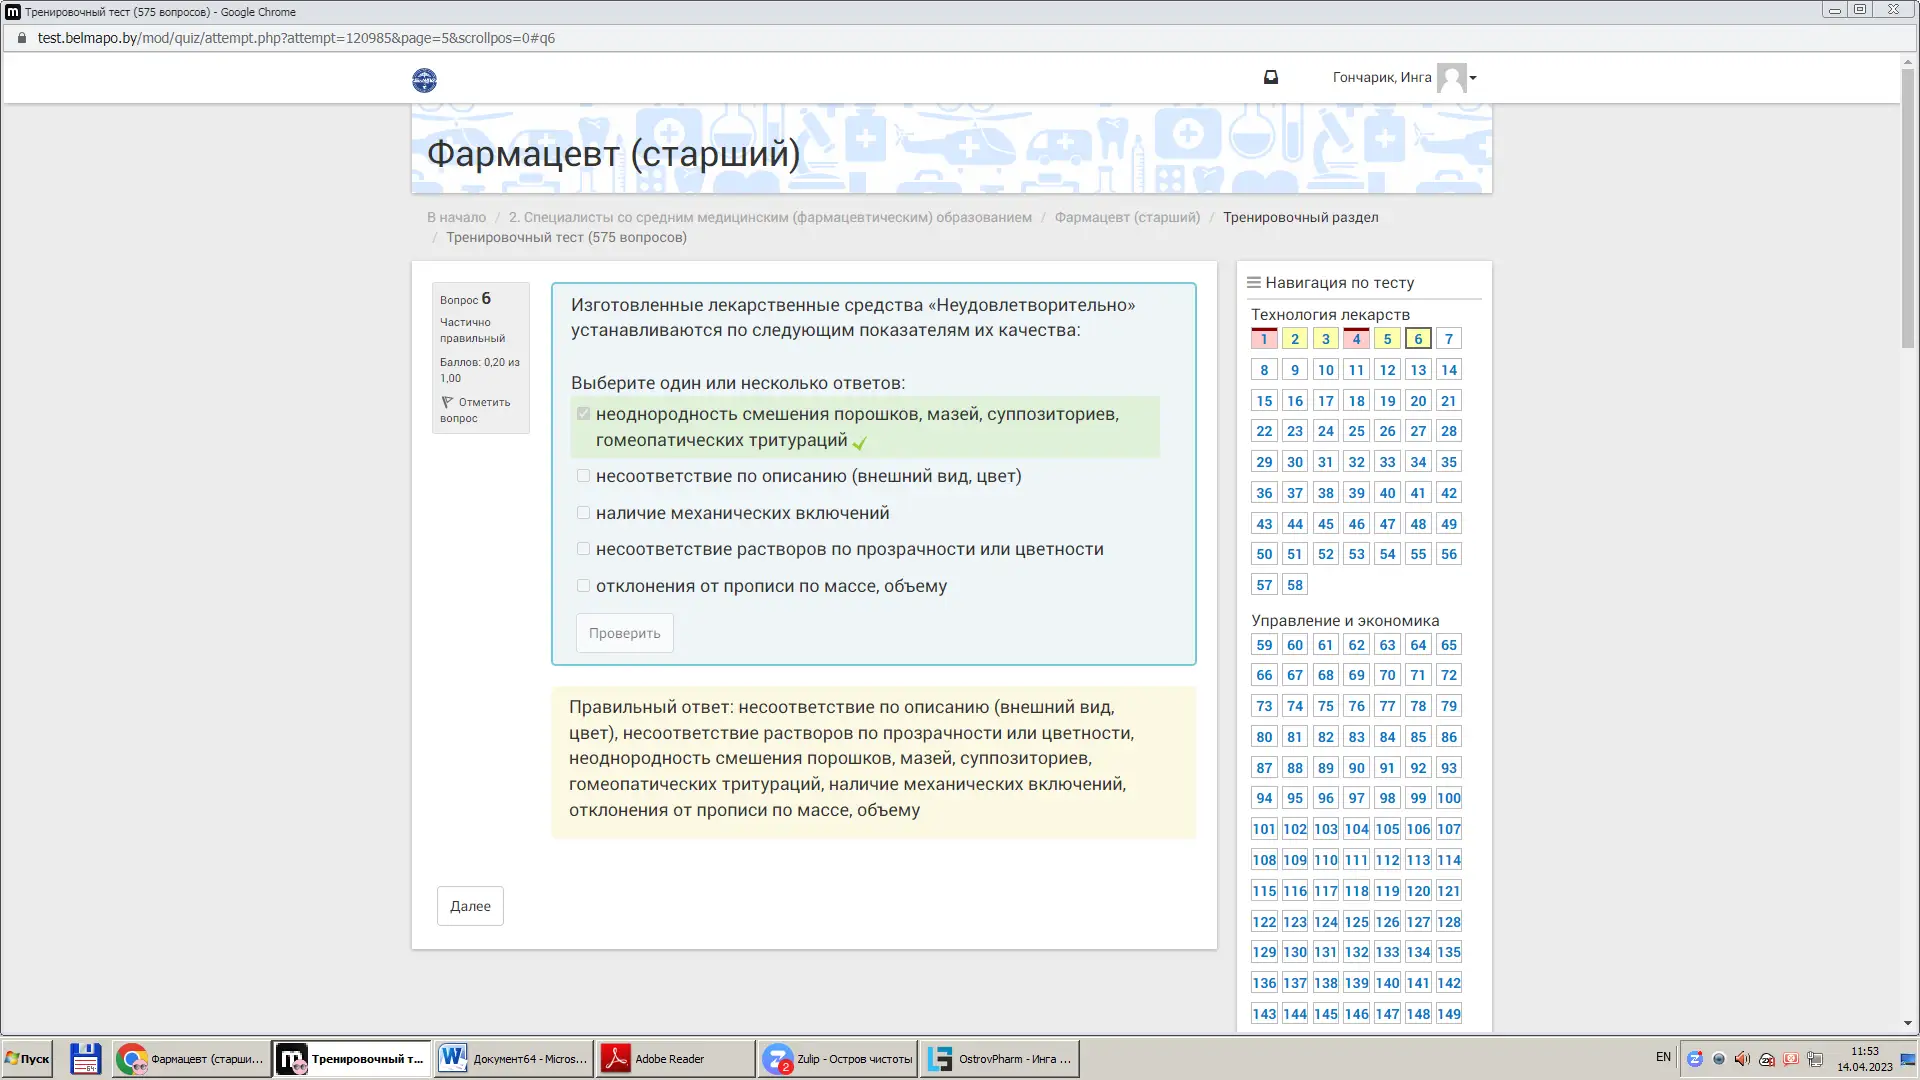 Тренировочный тест (575 вопросов) - Google Chrome
test.belmapo.by/mod/quiz/attempt.php?attempt=120985&page=5&scrollpos=0#q6
Гончарик, Инга
Фармацевт (старший)
В начало / 2. Специалисты со средним медицинским (фармацевтическим) образованием / Фармацевт (старший) / Тренировочный раздел
/ Тренировочный тест (575 вопросов)
Вопрос 6
Частично
правильный
Баллов: 0,20 из
1,00
Отметить
вопрос
Изготовленные лекарственные средства «Неудовлетворительно»
устанавливаются по следующим показателям их качества:
Выберите один или несколько ответов:
неоднородность смешения порошков, мазей, суппозиториев,
гомеопатических тритураций
несоответствие по описанию (внешний вид, цвет)
наличие механических включений
несоответствие растворов по прозрачности или цветности
отклонения от прописи по массе, объему
Проверить
Правильный ответ: несоответствие по описанию (внешний вид,
цвет), несоответствие растворов по прозрачности или цветности,
неоднородность смешения порошков, мазей, суппозиториев,
гомеопатических тритураций, наличие механических включений,
отклонения от прописи по массе, объему
Далее
Навигация по тесту
Технология лекарств
1 2 3 4 5 6 7
8 9 10 11 12 13 14
15 16 17 18 19 20 21
22 23 24 25 26 27 28
29 30 31 32 33 34 35
36 37 38 39 40 41 42
43 44 45 46 47 48 49
50 51 52 53 54 55 56
57 58
Управление и экономика
59 60 61 62 63 64 65
66 67 68 69 70 71 72
73 74 75 76 77 78 79
80 81 82 83 84 85 86
87 88 89 90 91 92 93
94 95 96 97 98 99 100
101 102 103 104 105 106 107
108 109 110 111 112 113 114
115 116 117 118 119 120 121
122 123 124 125 126 127 128
129 130 131 132 133 134 135
136 137 138 139 140 141 142
143 144 145 146 147 148 149
Пуск
Фармацевт (старши...
Тренировочный т...
Документ64 - Micros...
Adobe Reader
2
Zulip - Остров чистоты
OstrovPharm - Инга ...
EN
11:53
14.04.2023